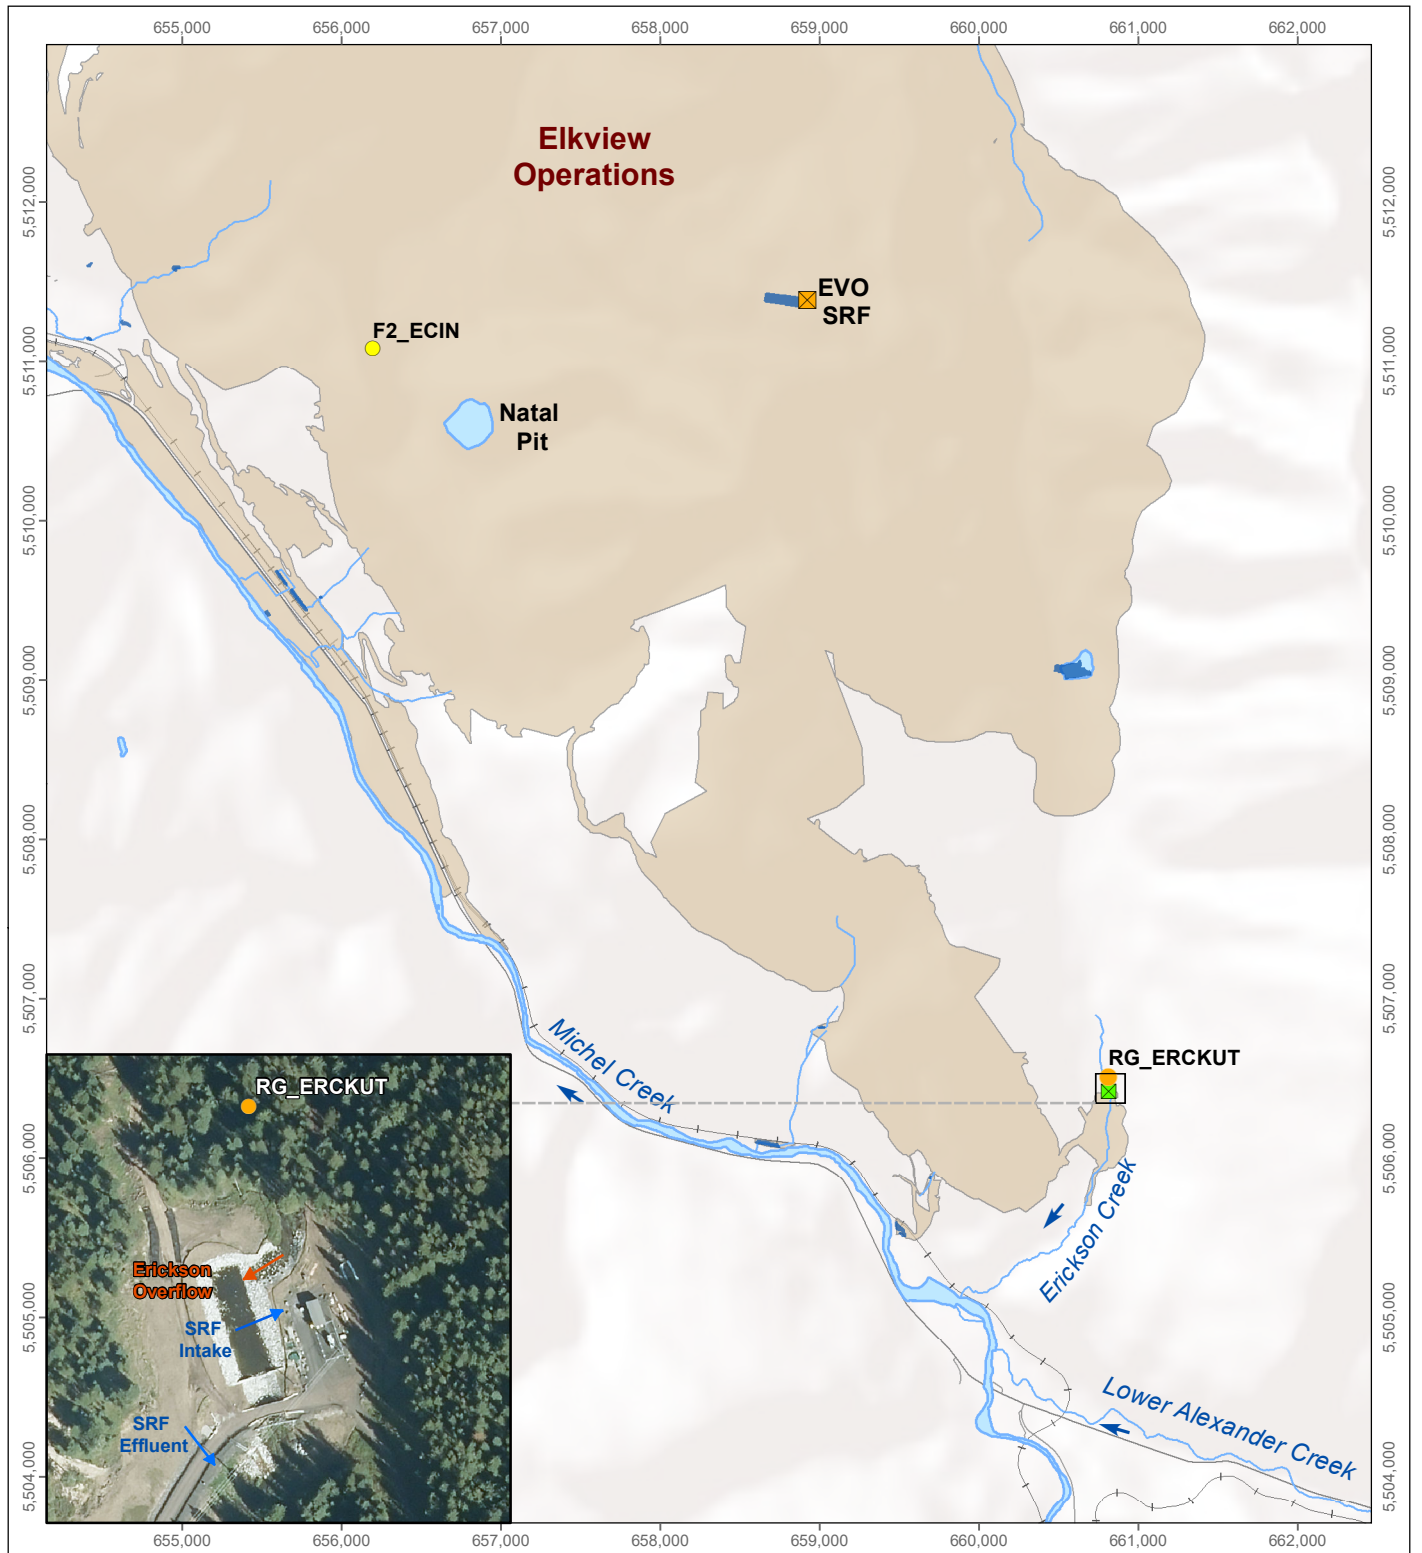 655,000 656,000 657,000 658,000 659,000 660,000 661,000 662,000
Elkview
Operations
5,512,000
5,512,000
EVO
SRF
F2_ECIN
5,511,000
5,511,000
Natal
Pit
5,510,000
5,510,000
5,509,000
5,509,000
5,508,000
5,508,000
5,507,000
5,507,000
Michel Creek
RG_ERCKUT
RG_ERCKUT
5,506,000
5,506,000
Erickson Creek
Erickson
Overflow
SRF
Intake
5,505,000
5,505,000
Lower Alexander Creek
SRF
Effluent
5,504,000
5,504,000
655,000 656,000 657,000 658,000 659,000 660,000 661,000 662,000